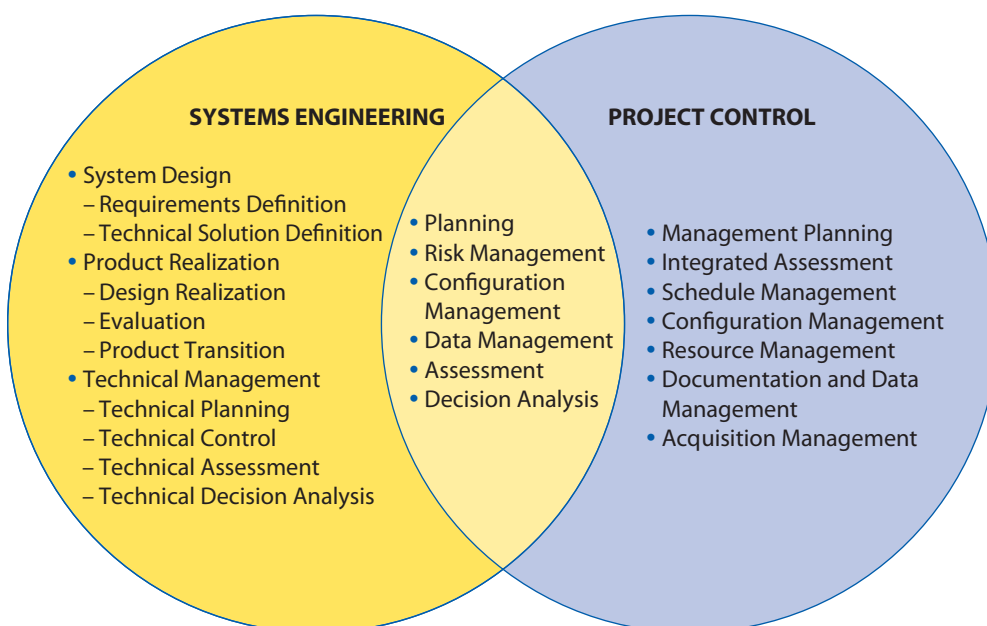 SYSTEMS ENGINEERING
• System Design
– Requirements Definition
– Technical Solution Definition
• Product Realization
– Design Realization
– Evaluation
– Product Transition
• Technical Management
– Technical Planning
– Technical Control
– Technical Assessment
– Technical Decision Analysis
• Planning
• Risk Management
• Configuration
Management
• Data Management
• Assessment
• Decision Analysis
PROJECT CONTROL
• Management Planning
• Integrated Assessment
• Schedule Management
• Configuration Management
• Resource Management
• Documentation and Data
Management
• Acquisition Management